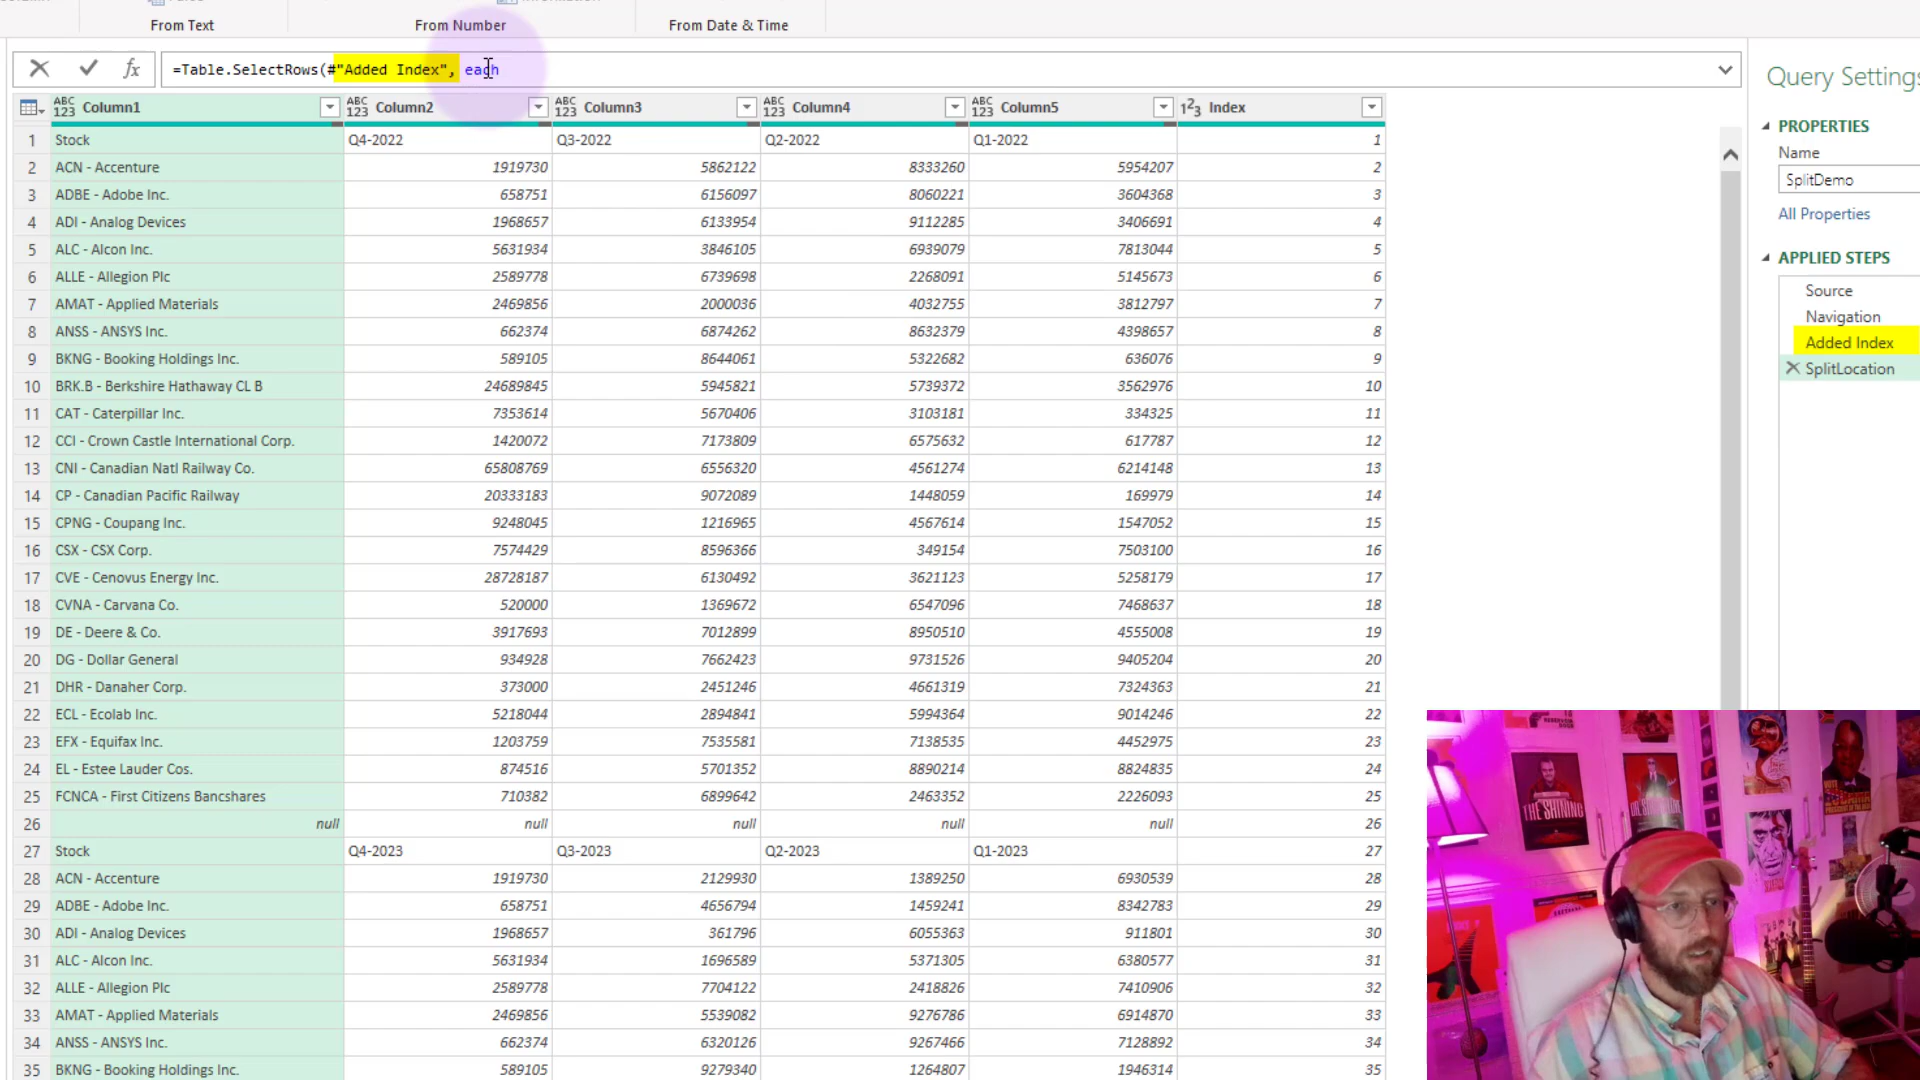 From Text From Number From Date & Time
=Table.SelectRows(#"Added Index", each
Query Settings
PROPERTIES
Name
SplitDemo
All Properties
APPLIED STEPS
Source
Navigation
Added Index
SplitLocation
Column1 Column2 Column3 Column4 Column5 Index
1 Stock Q4-2022 Q3-2022 Q2-2022 Q1-2022 1
2 ACN - Accenture 1919730 5862122 8333260 5954207 2
3 ADBE - Adobe Inc. 658751 6156097 8060221 3604368 3
4 ADI - Analog Devices 1968657 6133954 9112285 3406691 4
5 ALC - Alcon Inc. 5631934 3846105 6939079 7813044 5
6 ALLE - Allegion Plc 2589778 6739698 2268091 5145673 6
7 AMAT - Applied Materials 2469856 2000036 4032755 3812797 7
8 ANSS - ANSYS Inc. 662374 6874262 8632379 4398657 8
9 BKNG - Booking Holdings Inc. 589105 8644061 5322682 636076 9
10 BRK.B - Berkshire Hathaway CL B 24689845 5945821 5739372 3562976 10
11 CAT - Caterpillar Inc. 7353614 5670406 3103181 334325 11
12 CCI - Crown Castle International Corp. 1420072 7173809 6575632 617787 12
13 CNI - Canadian Natl Railway Co. 65808769 6556320 4561274 6214148 13
14 CP - Canadian Pacific Railway 20333183 9072089 1448059 169979 14
15 CPNG - Coupang Inc. 9248045 1216965 4567614 1547052 15
16 CSX - CSX Corp. 7574429 8596366 349154 7503100 16
17 CVE - Cenovus Energy Inc. 28728187 6130492 3621123 5258179 17
18 CVNA - Carvana Co. 520000 1369672 6547096 7468637 18
19 DE - Deere & Co. 3917693 7012899 8950510 4555008 19
20 DG - Dollar General 934928 7662423 9731526 9405204 20
21 DHR - Danaher Corp. 373000 2451246 4661319 7324363 21
22 ECL - Ecolab Inc. 5218044 2894841 5994364 9014246 22
23 EFX - Equifax Inc. 1203759 7535581 7138535 4452975 23
24 EL - Estee Lauder Cos. 874516 5701352 8890214 8824835 24
25 FCNCA - First Citizens Bancshares 710382 6899642 2463352 2226093 25
26 null null null null null 26
27 Stock Q4-2023 Q3-2023 Q2-2023 Q1-2023 27
28 ACN - Accenture 1919730 2129930 1389250 6930539 28
29 ADBE - Adobe Inc. 658751 4656794 1459241 8342783 29
30 ADI - Analog Devices 1968657 361796 6055363 911801 30
31 ALC - Alcon Inc. 5631934 1696589 5371305 6380577 31
32 ALLE - Allegion Plc 2589778 7704122 2418826 7410906 32
33 AMAT - Applied Materials 2469856 5539082 9276786 6914870 33
34 ANSS - ANSYS Inc. 662374 6320126 9267466 7128892 34
35 BKNG - Booking Holdings Inc. 589105 9279340 1264807 1946314 35
THE SHINING